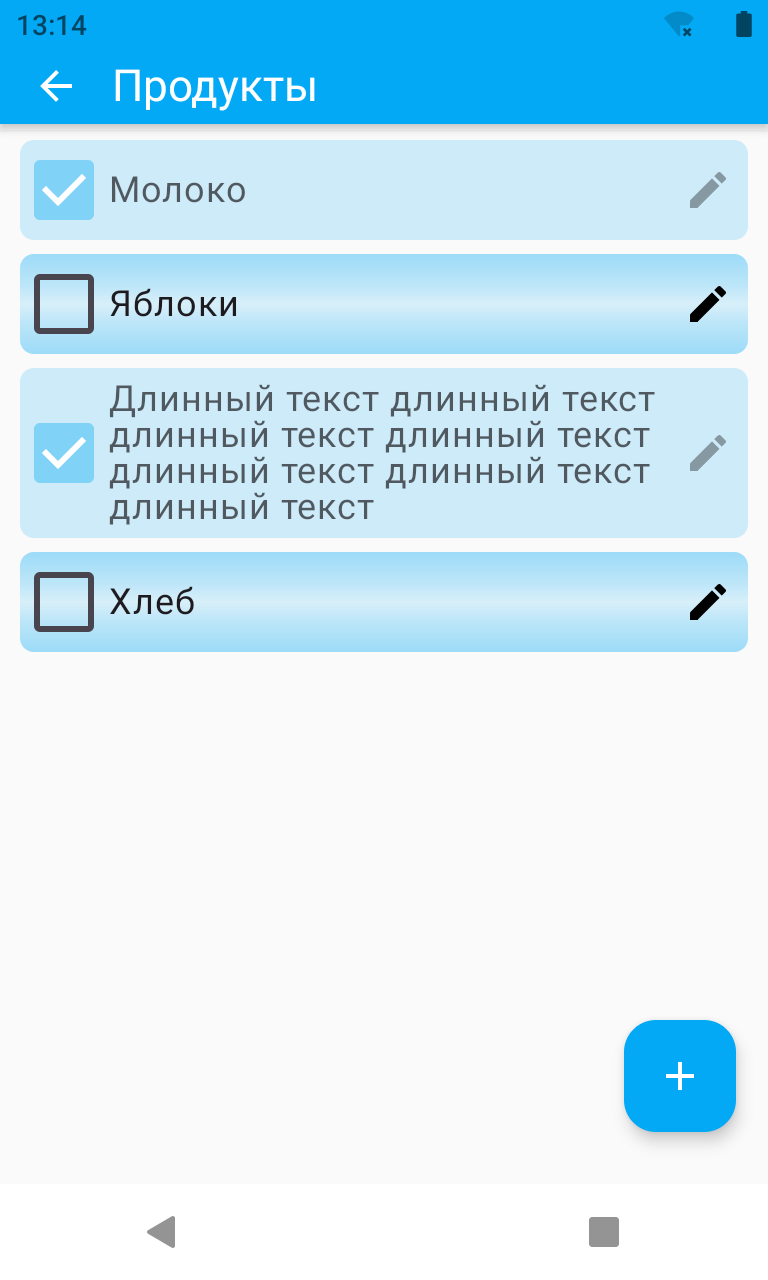 13:14
Продукты
Молоко
Яблоки
Длинный текст длинный текст
длинный текст длинный текст
длинный текст длинный текст
длинный текст
Хлеб